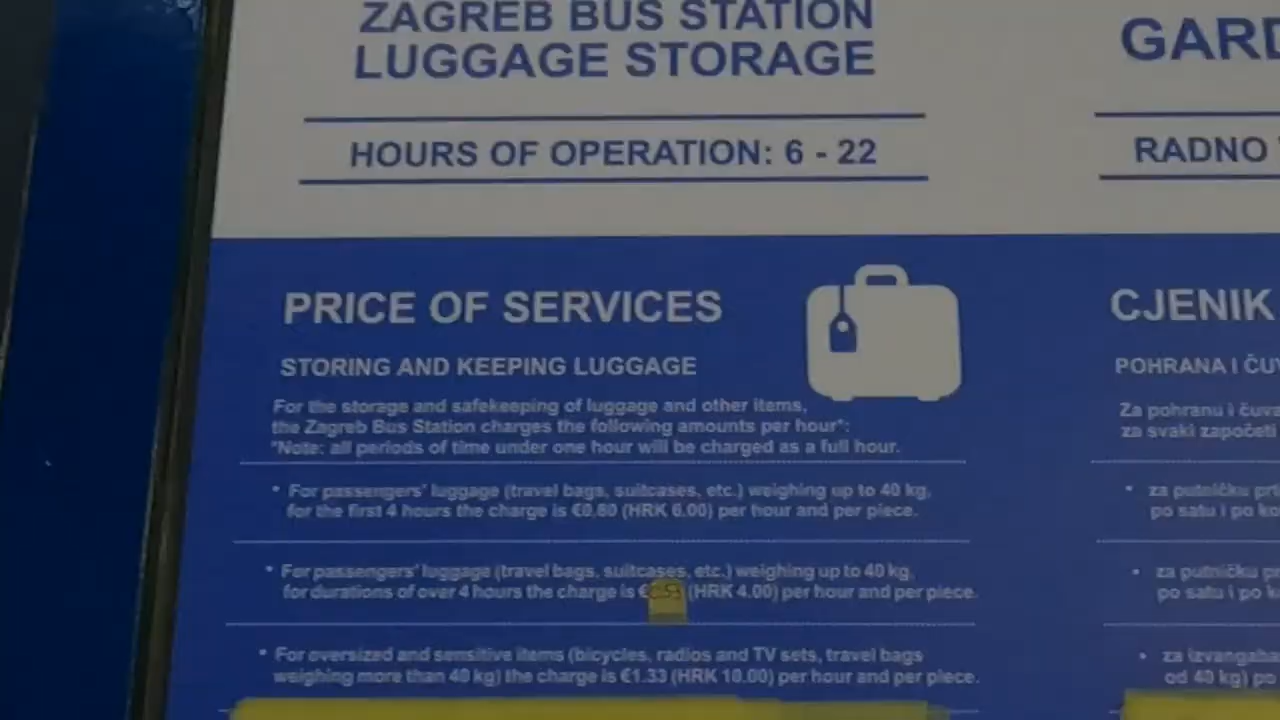 ZAGREB BUS STATION
LUGGAGE STORAGE
HOURS OF OPERATION: 6 - 22
PRICE OF SERVICES
STORING AND KEEPING LUGGAGE
For the storage and safekeeping of luggage and other items,
the Zagreb Bus Station charges the following amounts per hour*:
*Note: all periods of time under one hour will be charged as a full hour.
* For passengers' luggage (travel bags, suitcases, etc.) weighing up to 40 kg,
for the first 4 hours the charge is €0.80 (HRK 6.00) per hour and per piece.
* For passengers' luggage (travel bags, suitcases, etc.) weighing up to 40 kg,
for durations of over 4 hours the charge is € (HRK 4.00) per hour and per piece.
* For oversized and sensitive items (bicycles, radios and TV sets, travel bags
weighing more than 40 kg) the charge is €1.33 (HRK 10.00) per hour and per piece.
GARD
RADNO
CJENIK
POHRANA I ČU
Za pohranu i čuva
za svaki započeti
• za putničku prt
po satu i po ko
• za putničku pr
po satu i po k
• za izvangaba
od 40 kg) po